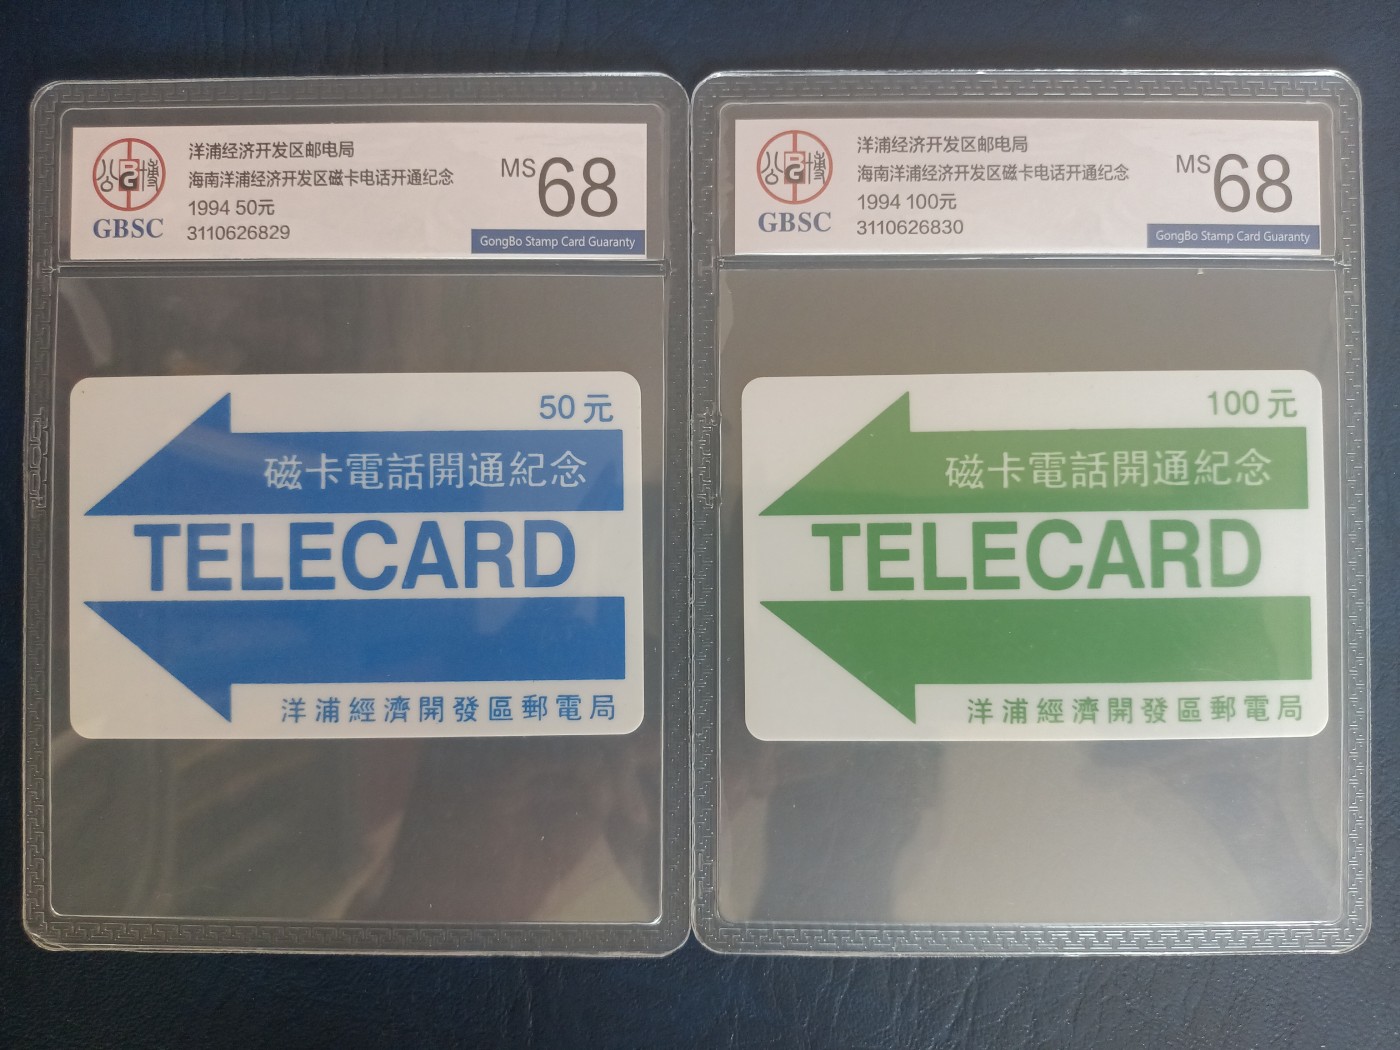 公 BG 博
GBSC
洋浦经济开发区邮电局
海南洋浦经济开发区磁卡电话开通纪念
1994 50元
3110626829
MS 68
GongBo Stamp Card Guaranty
50 元
磁卡電話開通紀念
TELECARD
洋浦經濟開發區郵電局
公 BG 博
GBSC
洋浦经济开发区邮电局
海南洋浦经济开发区磁卡电话开通纪念
1994 100元
3110626830
MS 68
GongBo Stamp Card Guaranty
100 元
磁卡電話開通紀念
TELECARD
洋浦經濟開發區郵電局